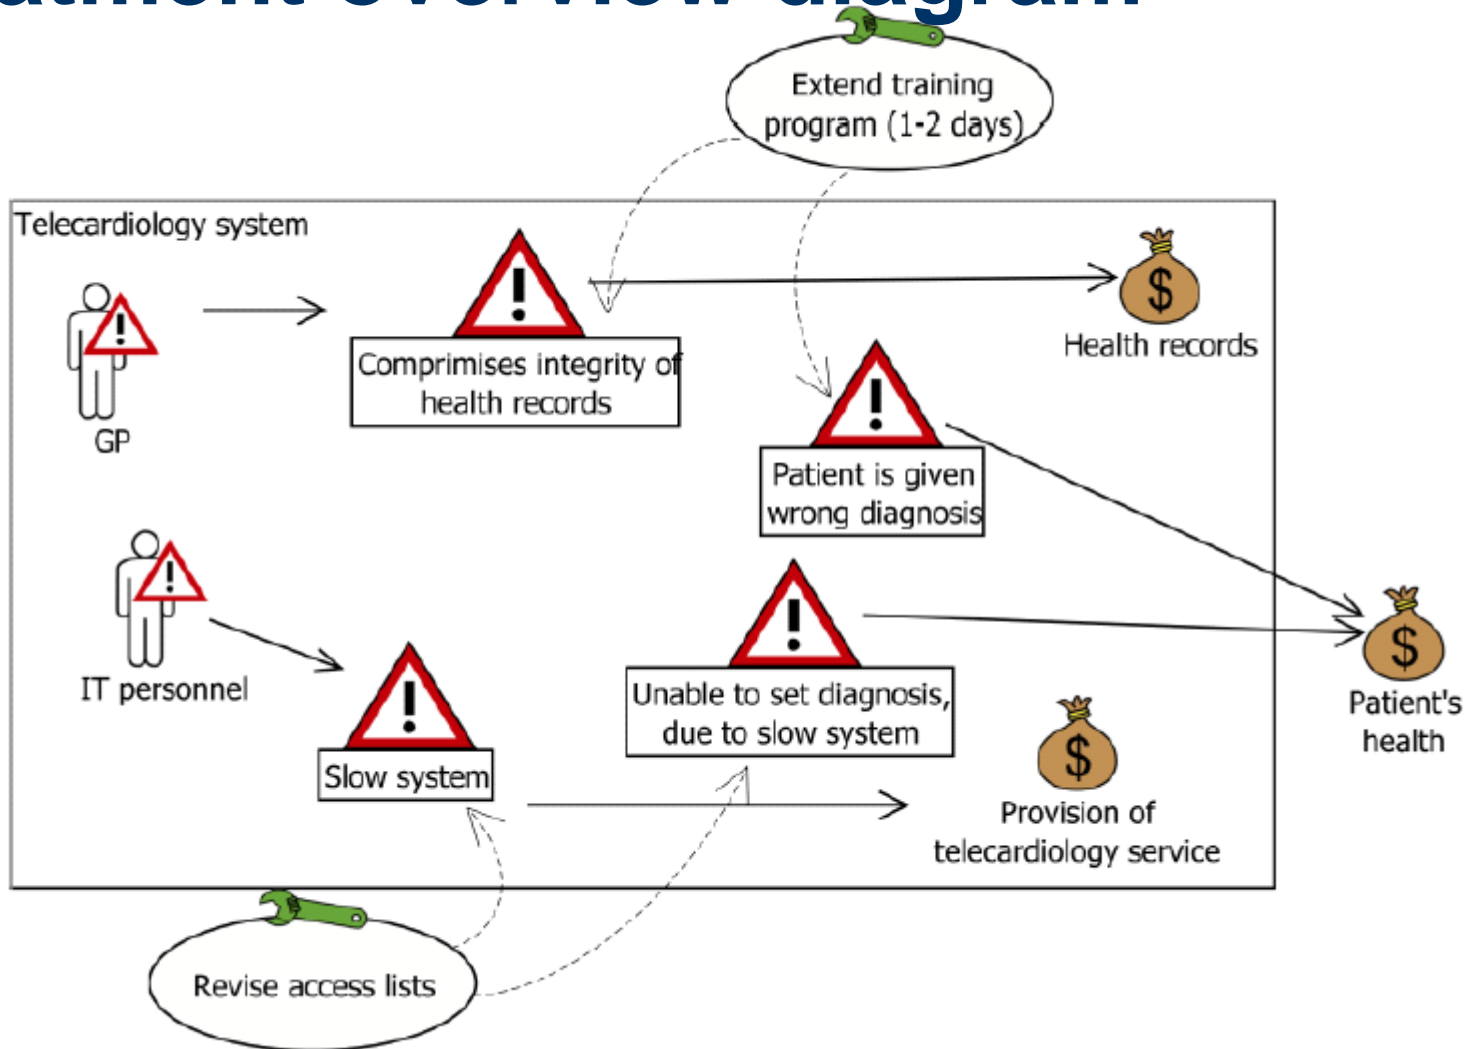 overview diagram
Extend training
program (1-2 days)
Telecardiology system
Health records
Comprimises integrity of
health records
GP
Patient is given
wrong diagnosis
IT personnel
Unable to set diagnosis,
due to slow system
Patient's
health
Slow system
Provision of
telecardiology service
Revise access lists